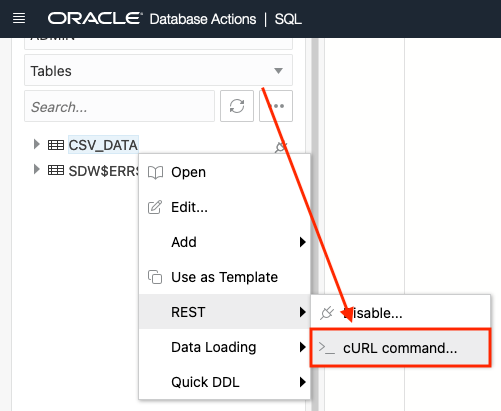 ORACLE Database Actions | SQL
ADMIN
Tables
Search...
CSV_DATA
SDW$ERR
Open
Edit...
Add
Use as Template
REST
Disable...
cURL command...
Data Loading
Quick DDL